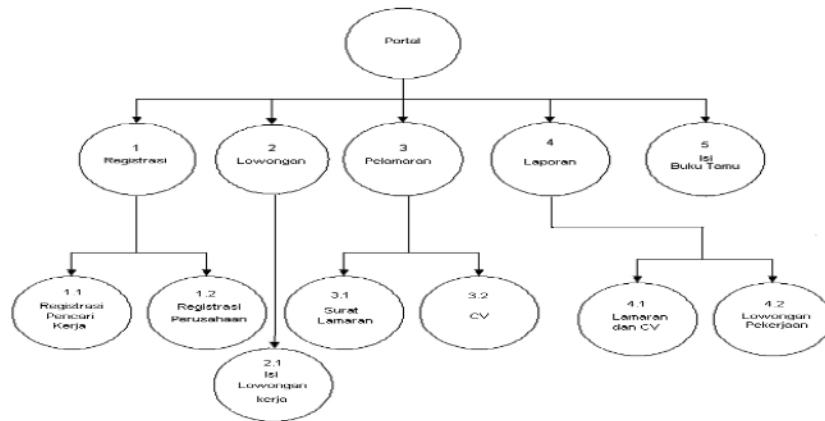 Portal
1
Registrasi
2
Lowongan
3
Pelamaran
4
Laporan
5
Isi
Buku Tamu
1.1
Registrasi
Pencari
Kerja
1.2
Registrasi
Perusahaan
3.1
Surat
Lamaran
3.2
CV
4.1
Lamaran
dan CV
4.2
Lowongan
Pekerjaan
2.1
Isi
Lowongan
kerja